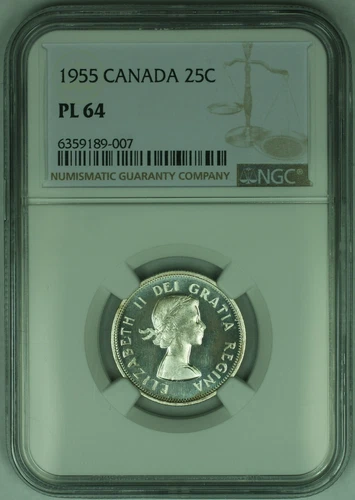 1955 CANADA 25C
PL 64
6359189-007
NUMISMATIC GUARANTY COMPANY
NGC
ELIZABETH II DEI GRATIA REGINA